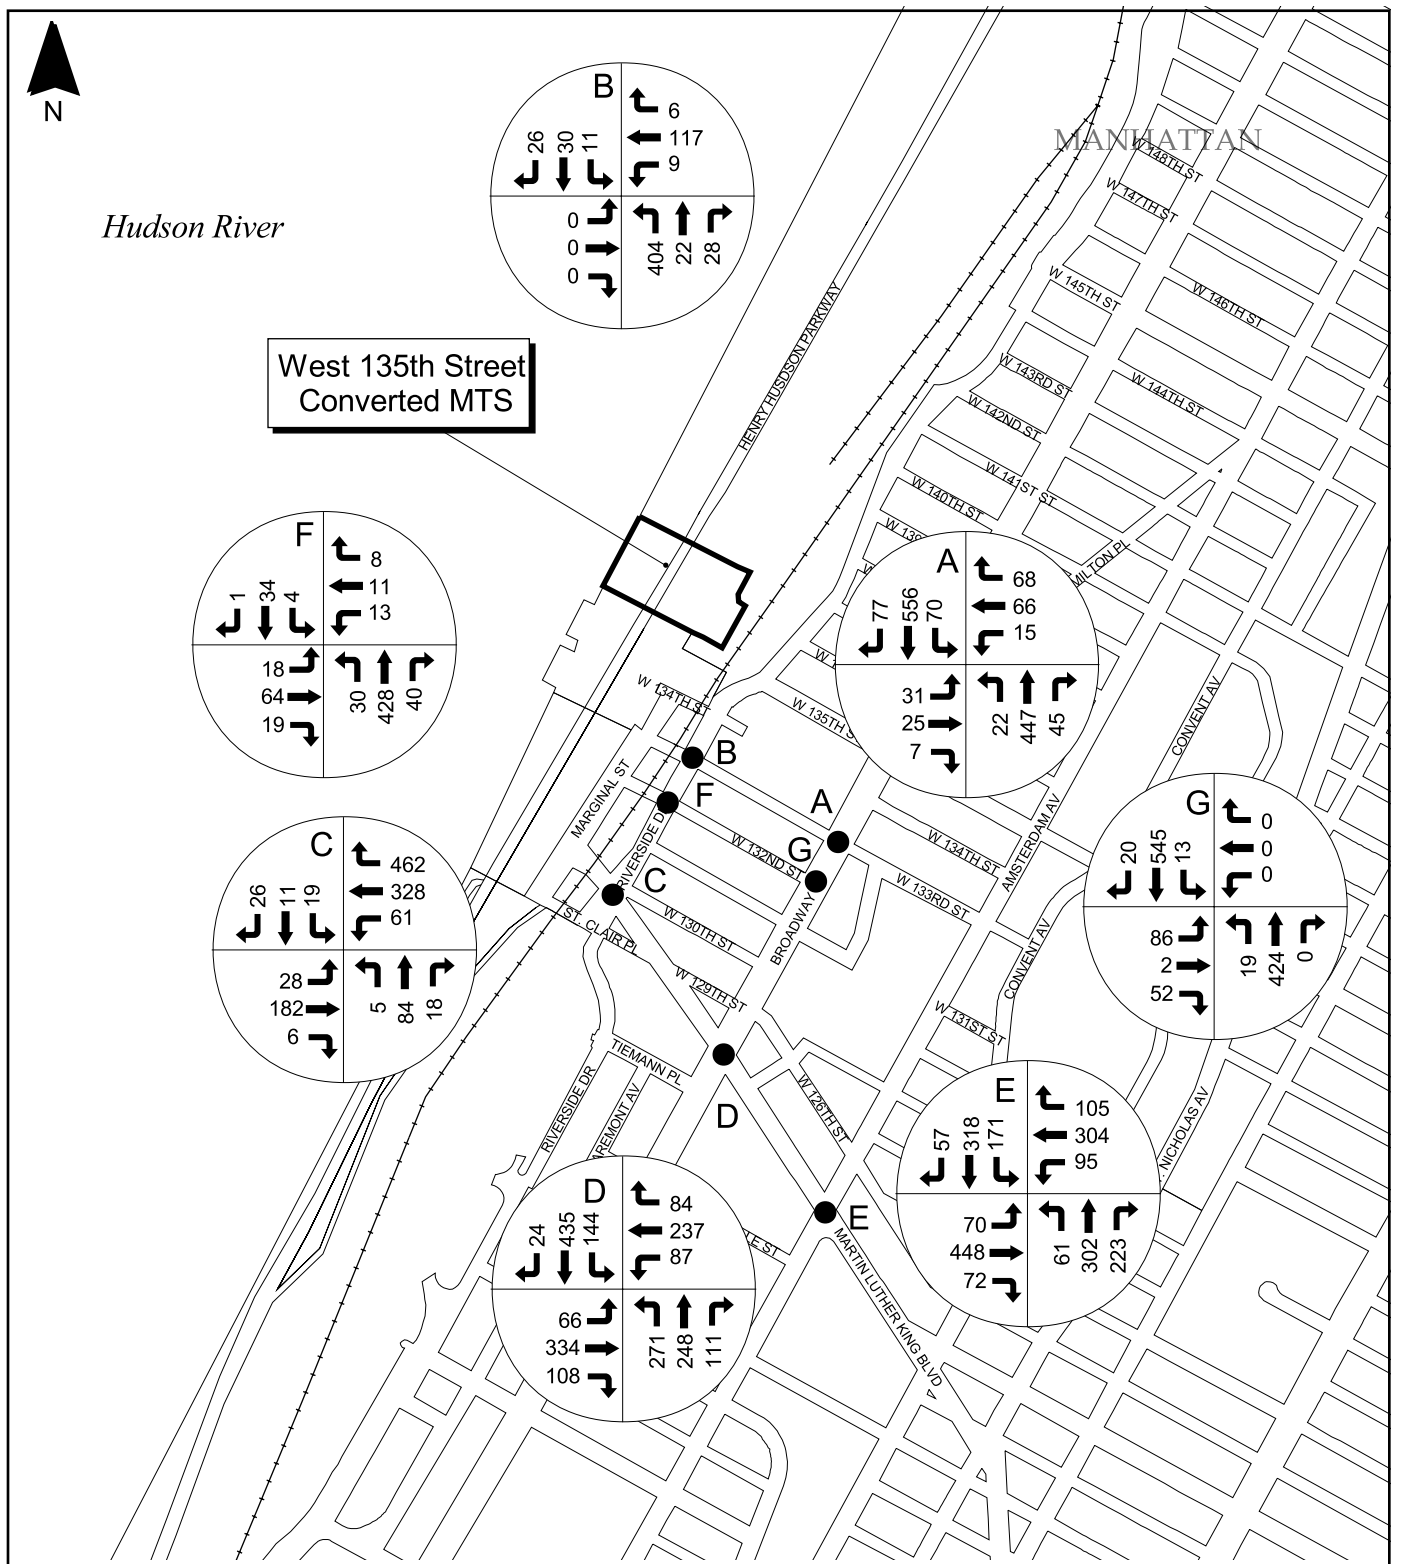 N
Hudson River
MANHATTAN
West 135th Street
Converted MTS
B
26
30
11
6
117
9
0
0
0
404
22
28
F
1
34
4
8
11
13
18
64
19
30
428
40
A
77
556
70
68
66
15
31
25
7
22
447
45
C
26
11
19
462
328
61
28
182
6
5
84
18
G
20
545
13
0
0
0
86
2
52
19
424
0
E
57
318
171
105
304
95
70
448
72
61
302
223
D
24
435
144
84
237
87
66
334
108
271
248
111
B
F
A
G
C
D
E
HENRY HUSDSON PARKWAY
W 148TH ST
W 147TH ST
W 146TH ST
W 145TH ST
W 144TH ST
W 143RD ST
W 142ND ST
W 141ST ST
W 140TH ST
W 139
W
W
MILTON PL
W 135TH S
W 134TH ST
W 134TH ST
W 133RD ST
W 132ND ST
W 131ST ST
W 130TH ST
W 129TH ST
W 126TH ST
MARGINAL ST
RIVERSIDE D
ST. CLAIR PL
TIEMANN PL
RIVERSIDE DR
AREMONT AV
BROADWAY
AMSTERDAM AV
CONVENT AV
CONVENT AV
NICHOLAS AV
LE ST
MARTIN LUTHER KING BLVD